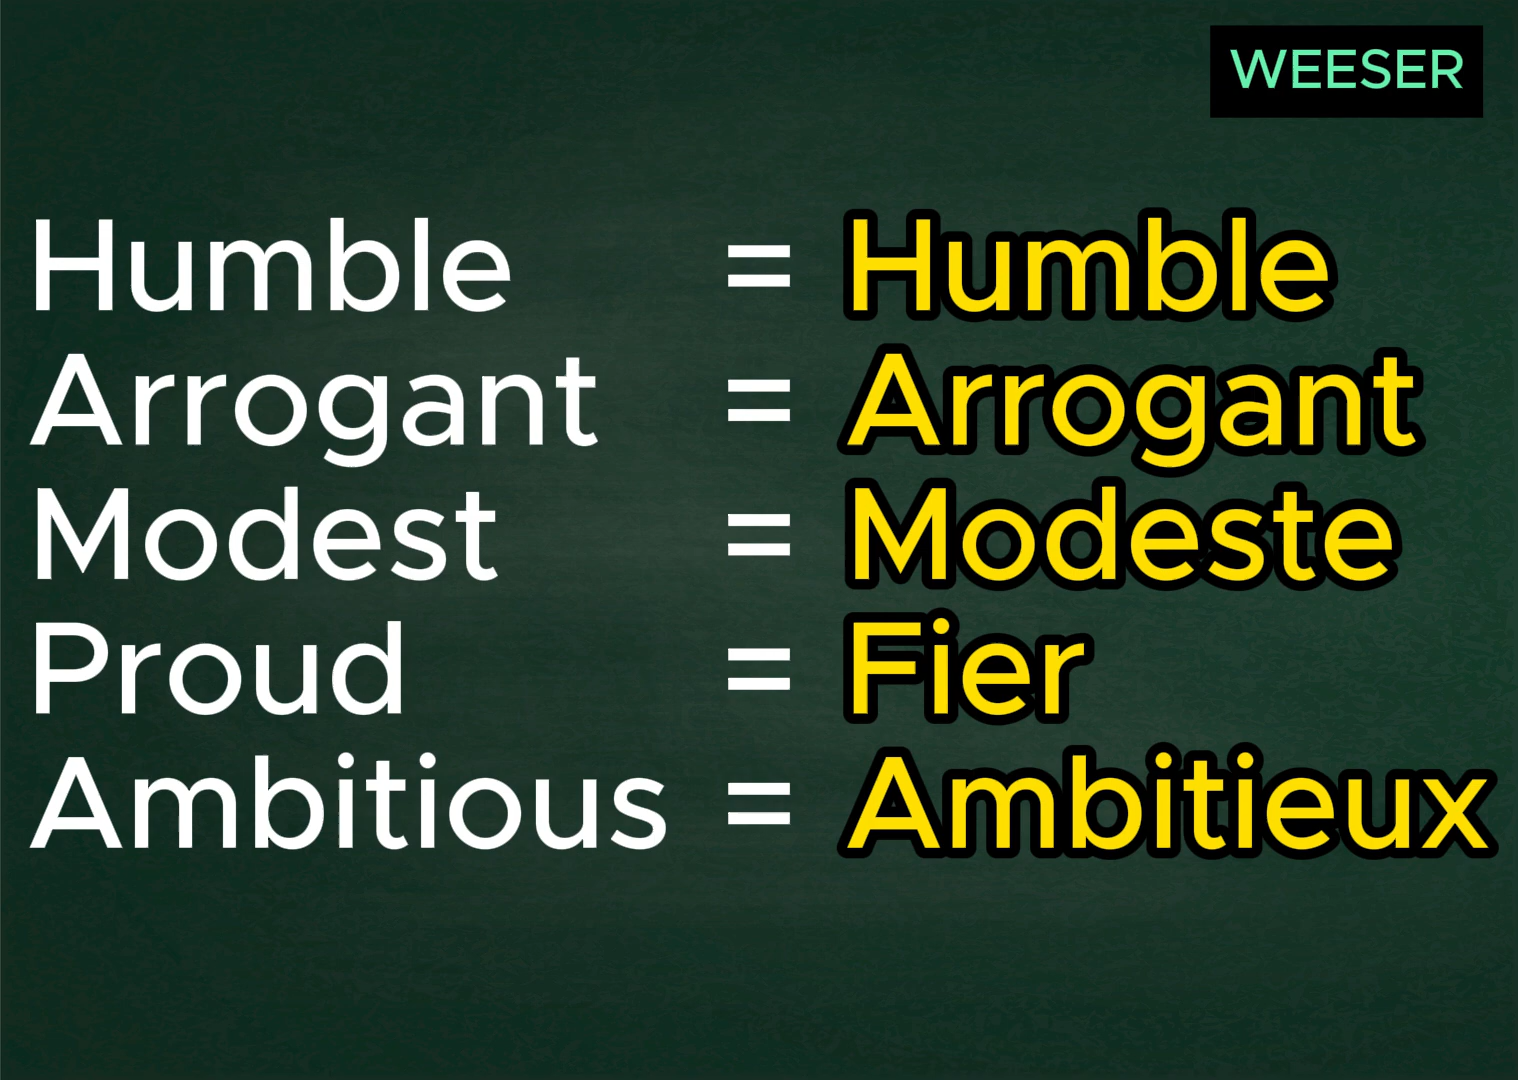 WEESER
Humble = Humble
Arrogant = Arrogant
Modest = Modeste
Proud = Fier
Ambitious = Ambitieux